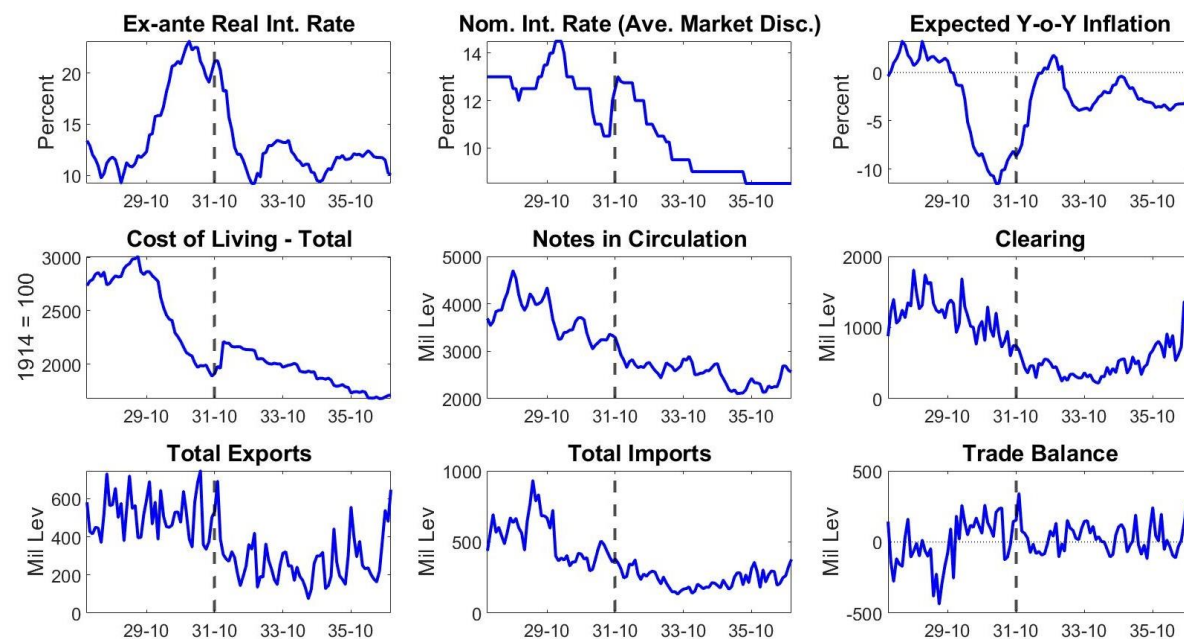 Ex-ante Real Int. Rate
Percent
20
15
10
29-10 31-10 33-10 35-10
Nom. Int. Rate (Ave. Market Disc.)
Percent
14
12
10
29-10 31-10 33-10 35-10
Expected Y-o-Y Inflation
Percent
0
-5
-10
29-10 31-10 33-10 35-10
Cost of Living - Total
1914 = 100
3000
2500
2000
29-10 31-10 33-10 35-10
Notes in Circulation
Mil Lev
5000
4000
3000
2000
29-10 31-10 33-10 35-10
Clearing
Mil Lev
2000
1000
0
29-10 31-10 33-10 35-10
Total Exports
Mil Lev
600
400
200
0
29-10 31-10 33-10 35-10
Total Imports
Mil Lev
1000
500
0
29-10 31-10 33-10 35-10
Trade Balance
Mil Lev
500
0
-500
29-10 31-10 33-10 35-10